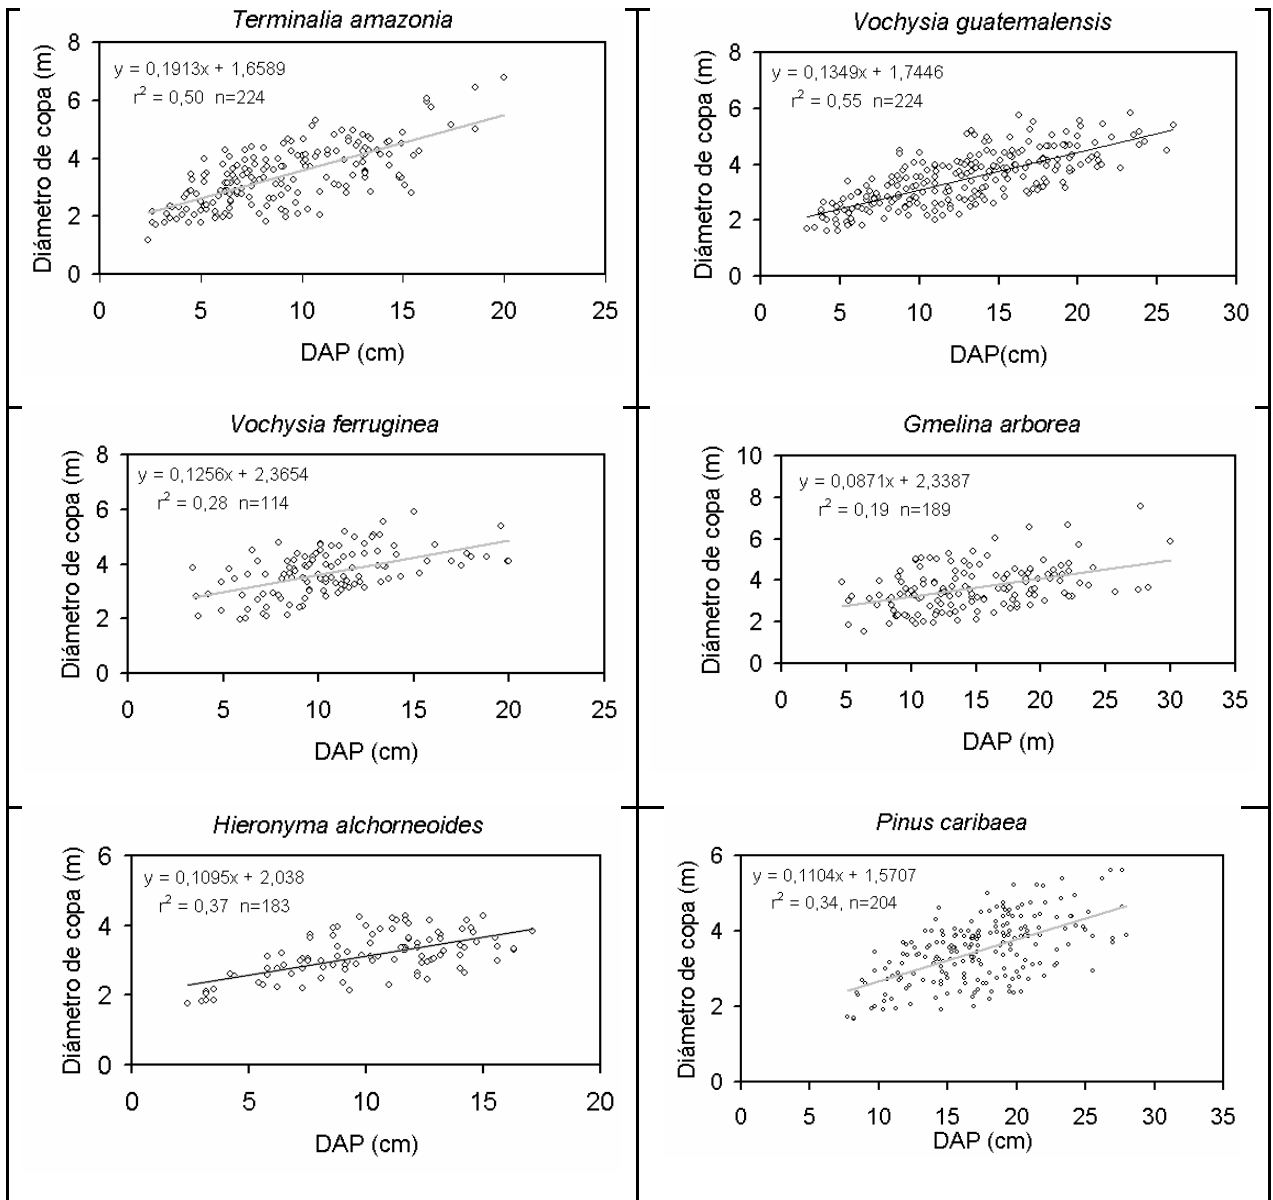 Terminalia amazonia
Diámetro de copa (m)
y = 0,1913x + 1,6589
r² = 0,50 n=224
8
6
4
2
0
0 5 10 15 20 25
DAP (cm)
Vochysia guatemalensis
Diámetro de copa (m)
y = 0,1349x + 1,7446
r² = 0,55 n=224
8
6
4
2
0
0 5 10 15 20 25 30
DAP(cm)
Vochysia ferruginea
Diámetro de copa (m)
y = 0,1256x + 2,3654
r² = 0,28 n=114
8
6
4
2
0
0 5 10 15 20 25
DAP (cm)
Gmelina arborea
Diámetro de copa (m)
y = 0,0871x + 2,3387
r² = 0,19 n=189
10
8
6
4
2
0
0 5 10 15 20 25 30 35
DAP (m)
Hieronyma alchorneoides
Diámetro de copa (m)
y = 0,1095x + 2,038
r² = 0,37 n=183
6
4
2
0
0 5 10 15 20
DAP (cm)
Pinus caribaea
Diámetro de copa (m)
y = 0,1104x + 1,5707
r² = 0,34, n=204
6
4
2
0
0 5 10 15 20 25 30 35
DAP (cm)